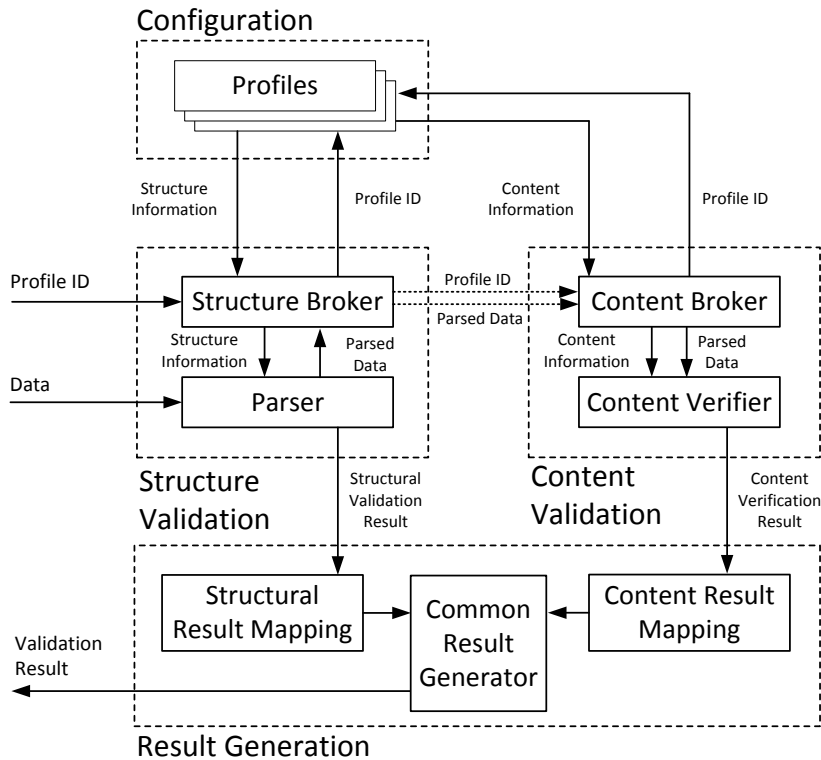 Configuration
Profiles
Structure
Information
Profile ID
Content
Information
Profile ID
Profile ID
Structure Broker
Profile ID
Parsed Data
Content Broker
Structure
Information
Parsed
Data
Content
Information
Parsed
Data
Data
Parser
Content Verifier
Structure
Validation
Structural
Validation
Result
Content
Validation
Content
Verification
Result
Structural
Result Mapping
Common
Result
Generator
Content Result
Mapping
Validation
Result
Result Generation